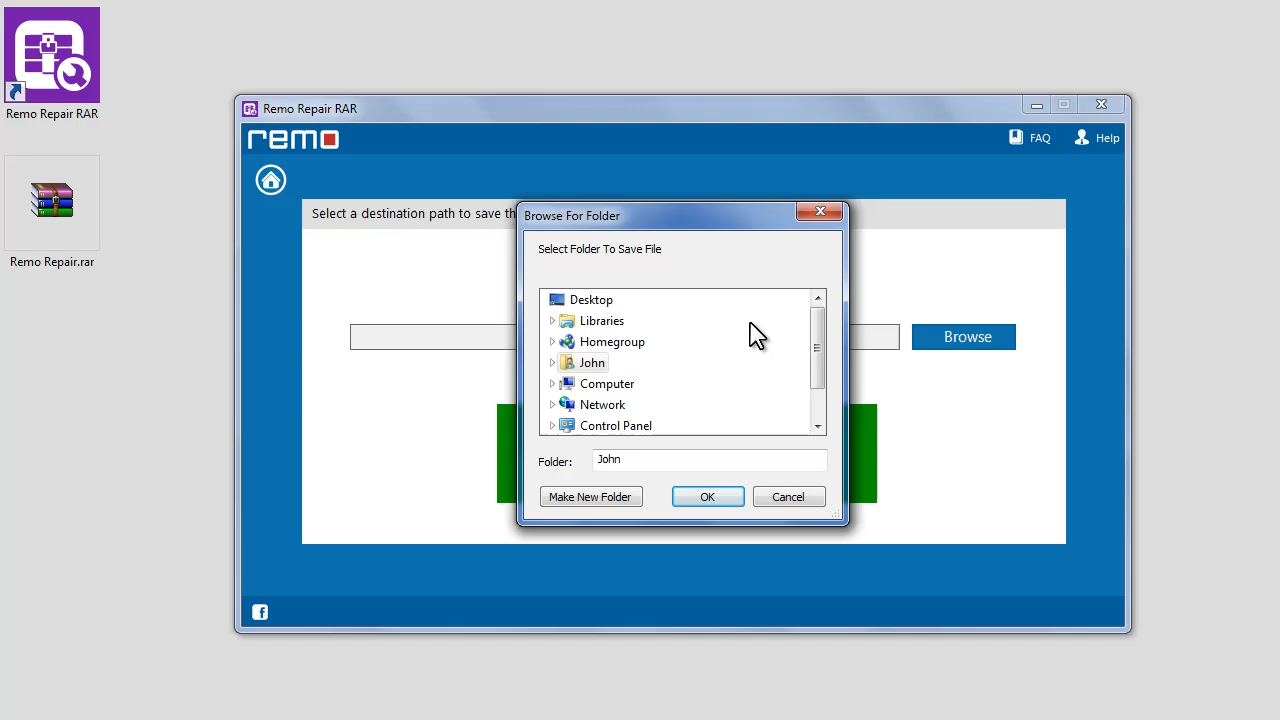 Remo Repair RAR
Remo Repair.rar
Remo Repair RAR
remo
FAQ
Help
Select a destination path to save th
Browse
Browse For Folder
Select Folder To Save File
Desktop
Libraries
Homegroup
John
Computer
Network
Control Panel
Folder: John
Make New Folder
OK
Cancel